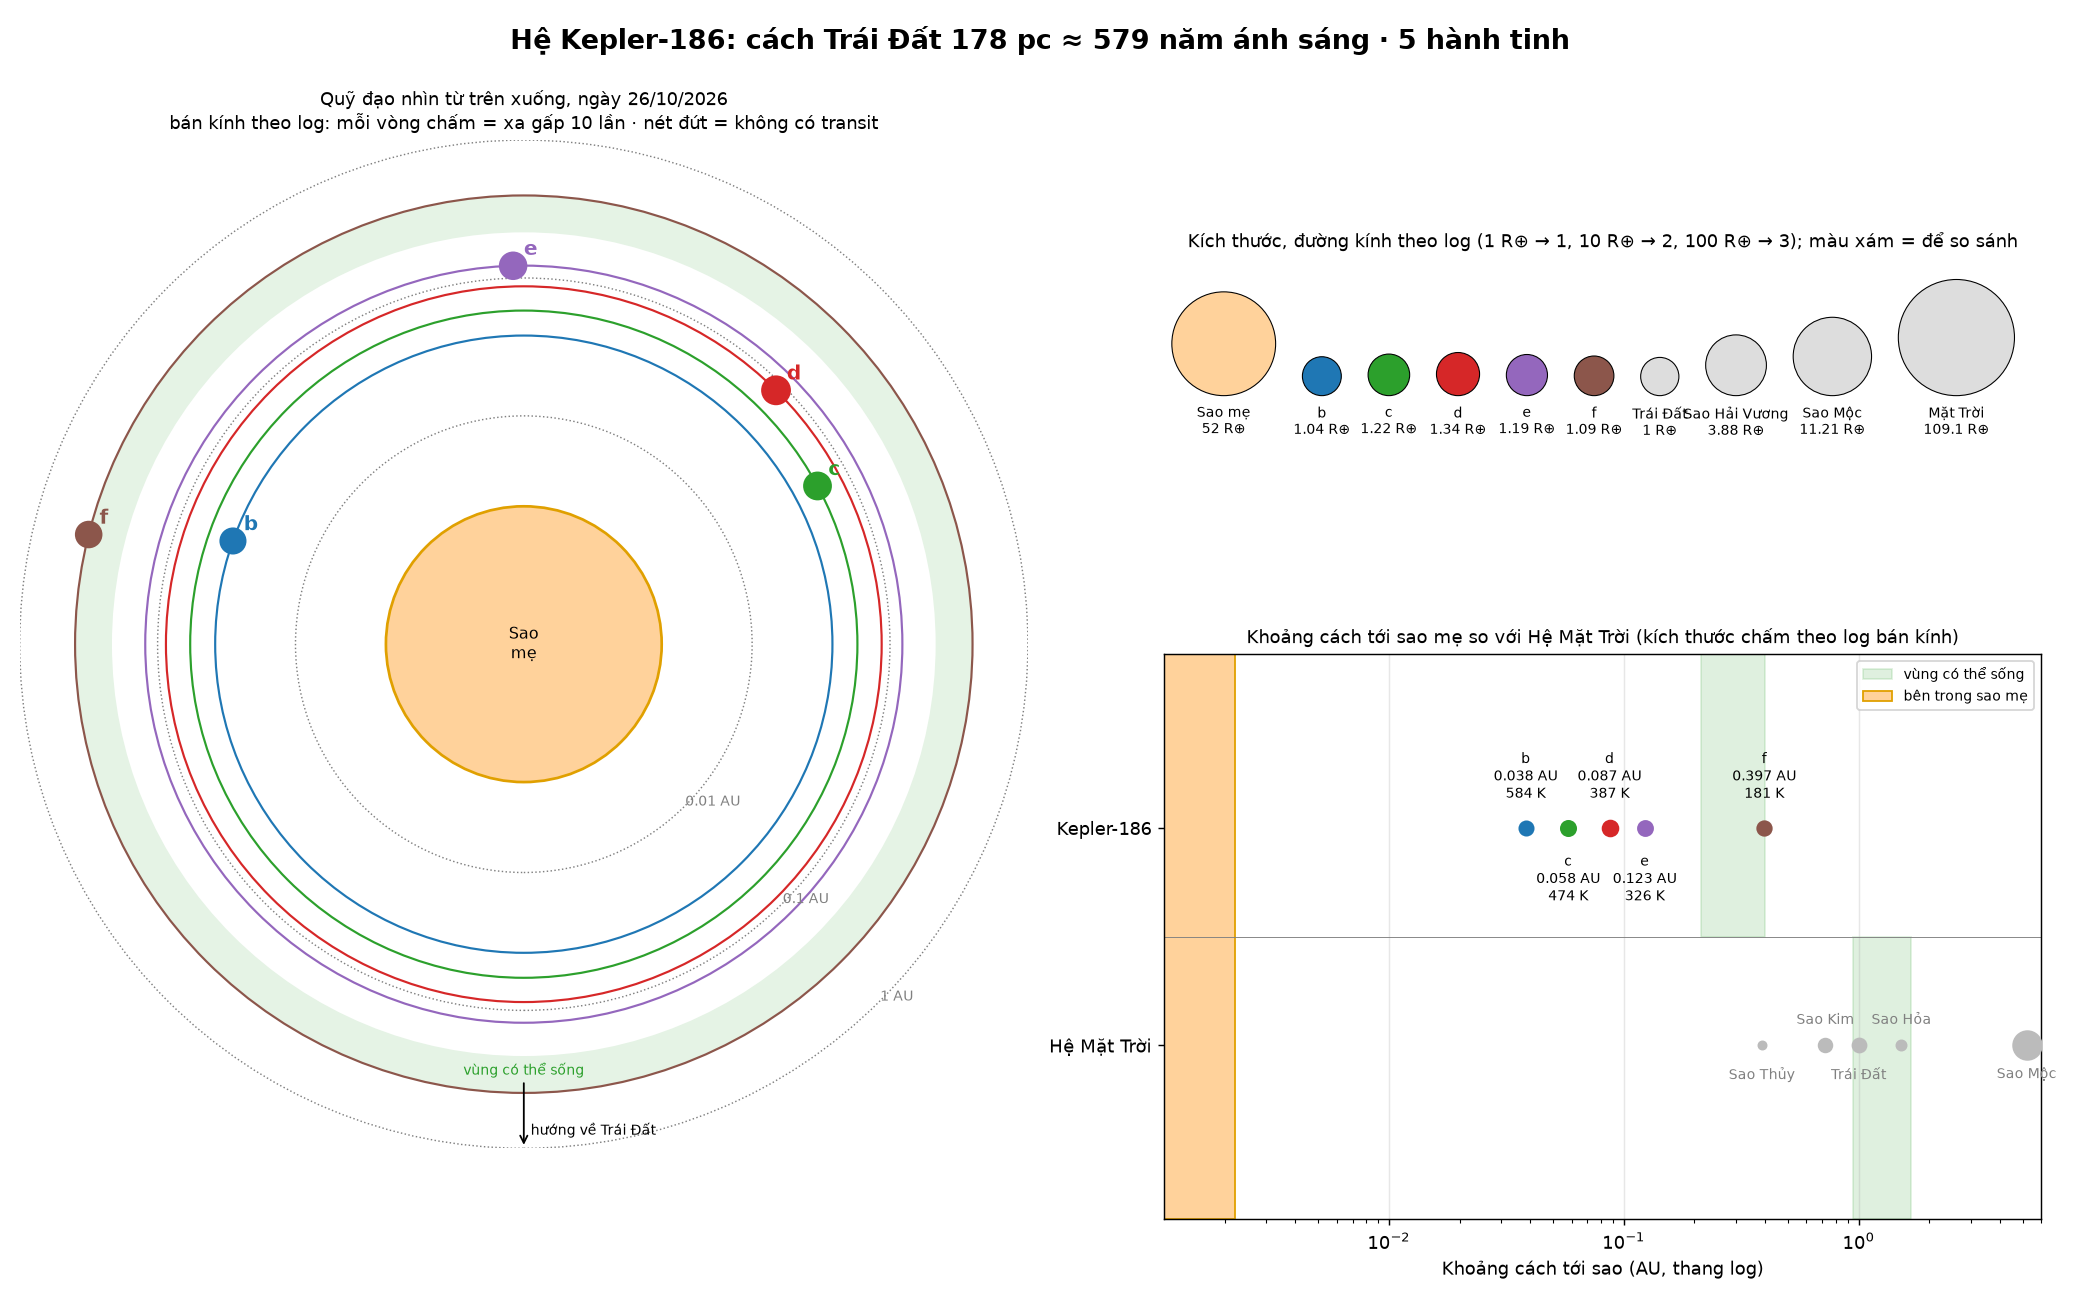 Hệ Kepler-186: cách Trái Đất 178 pc ≈ 579 năm ánh sáng · 5 hành tinh
Quỹ đạo nhìn từ trên xuống, ngày 26/10/2026
bán kính theo log: mỗi vòng chấm = xa gấp 10 lần · nét đứt = không có transit
e
d
c
f
b
Sao
mẹ
0.01 AU
0.1 AU
1 AU
vùng có thể sống
hướng về Trái Đất
Kích thước, đường kính theo log (1 R⊕ → 1, 10 R⊕ → 2, 100 R⊕ → 3); màu xám = để so sánh
Sao mẹ
52 R⊕
b
1.04 R⊕
c
1.22 R⊕
d
1.34 R⊕
e
1.19 R⊕
f
1.09 R⊕
Trái Đất
1 R⊕
Sao Hải Vương
3.88 R⊕
Sao Mộc
11.21 R⊕
Mặt Trời
109.1 R⊕
Khoảng cách tới sao mẹ so với Hệ Mặt Trời (kích thước chấm theo log bán kính)
vùng có thể sống
bên trong sao mẹ
b
0.038 AU
584 K
d
0.087 AU
387 K
f
0.397 AU
181 K
Kepler-186
c
0.058 AU
474 K
e
0.123 AU
326 K
Sao Kim
Sao Hỏa
Hệ Mặt Trời
Sao Thủy
Trái Đất
Sao Mộc
10⁻²
10⁻¹
10⁰
Khoảng cách tới sao (AU, thang log)